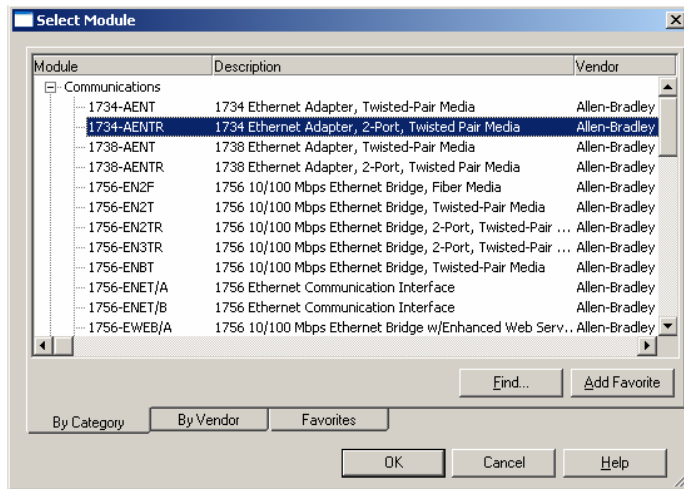 Select Module
Module Description Vendor
Communications
1734-AENT 1734 Ethernet Adapter, Twisted-Pair Media Allen-Bradley
1734-AENTR 1734 Ethernet Adapter, 2-Port, Twisted Pair Media Allen-Bradley
1738-AENT 1738 Ethernet Adapter, Twisted-Pair Media Allen-Bradley
1738-AENTR 1738 Ethernet Adapter, 2-Port, Twisted Pair Media Allen-Bradley
1756-EN2F 1756 10/100 Mbps Ethernet Bridge, Fiber Media Allen-Bradley
1756-EN2T 1756 10/100 Mbps Ethernet Bridge, Twisted-Pair Media Allen-Bradley
1756-EN2TR 1756 10/100 Mbps Ethernet Bridge, 2-Port, Twisted-Pair ... Allen-Bradley
1756-EN3TR 1756 10/100 Mbps Ethernet Bridge, 2-Port, Twisted-Pair ... Allen-Bradley
1756-ENBT 1756 10/100 Mbps Ethernet Bridge, Twisted-Pair Media Allen-Bradley
1756-ENET/A 1756 Ethernet Communication Interface Allen-Bradley
1756-ENET/B 1756 Ethernet Communication Interface Allen-Bradley
1756-EWEB/A 1756 10/100 Mbps Ethernet Bridge w/Enhanced Web Serv.. Allen-Bradley
Find... Add Favorite
By Category By Vendor Favorites
OK Cancel Help